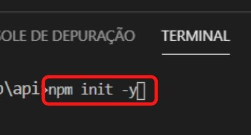 SOLE DE DEPURAÇÃO TERMINAL
\api>npm init -y